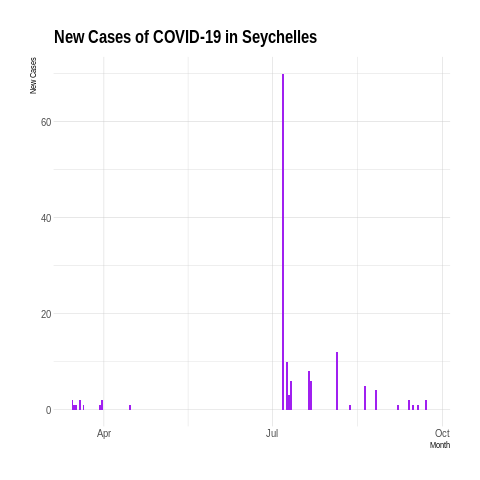 New Cases of COVID-19 in Seychelles
New Cases
60
40
20
0
Apr
Jul
Oct
Month